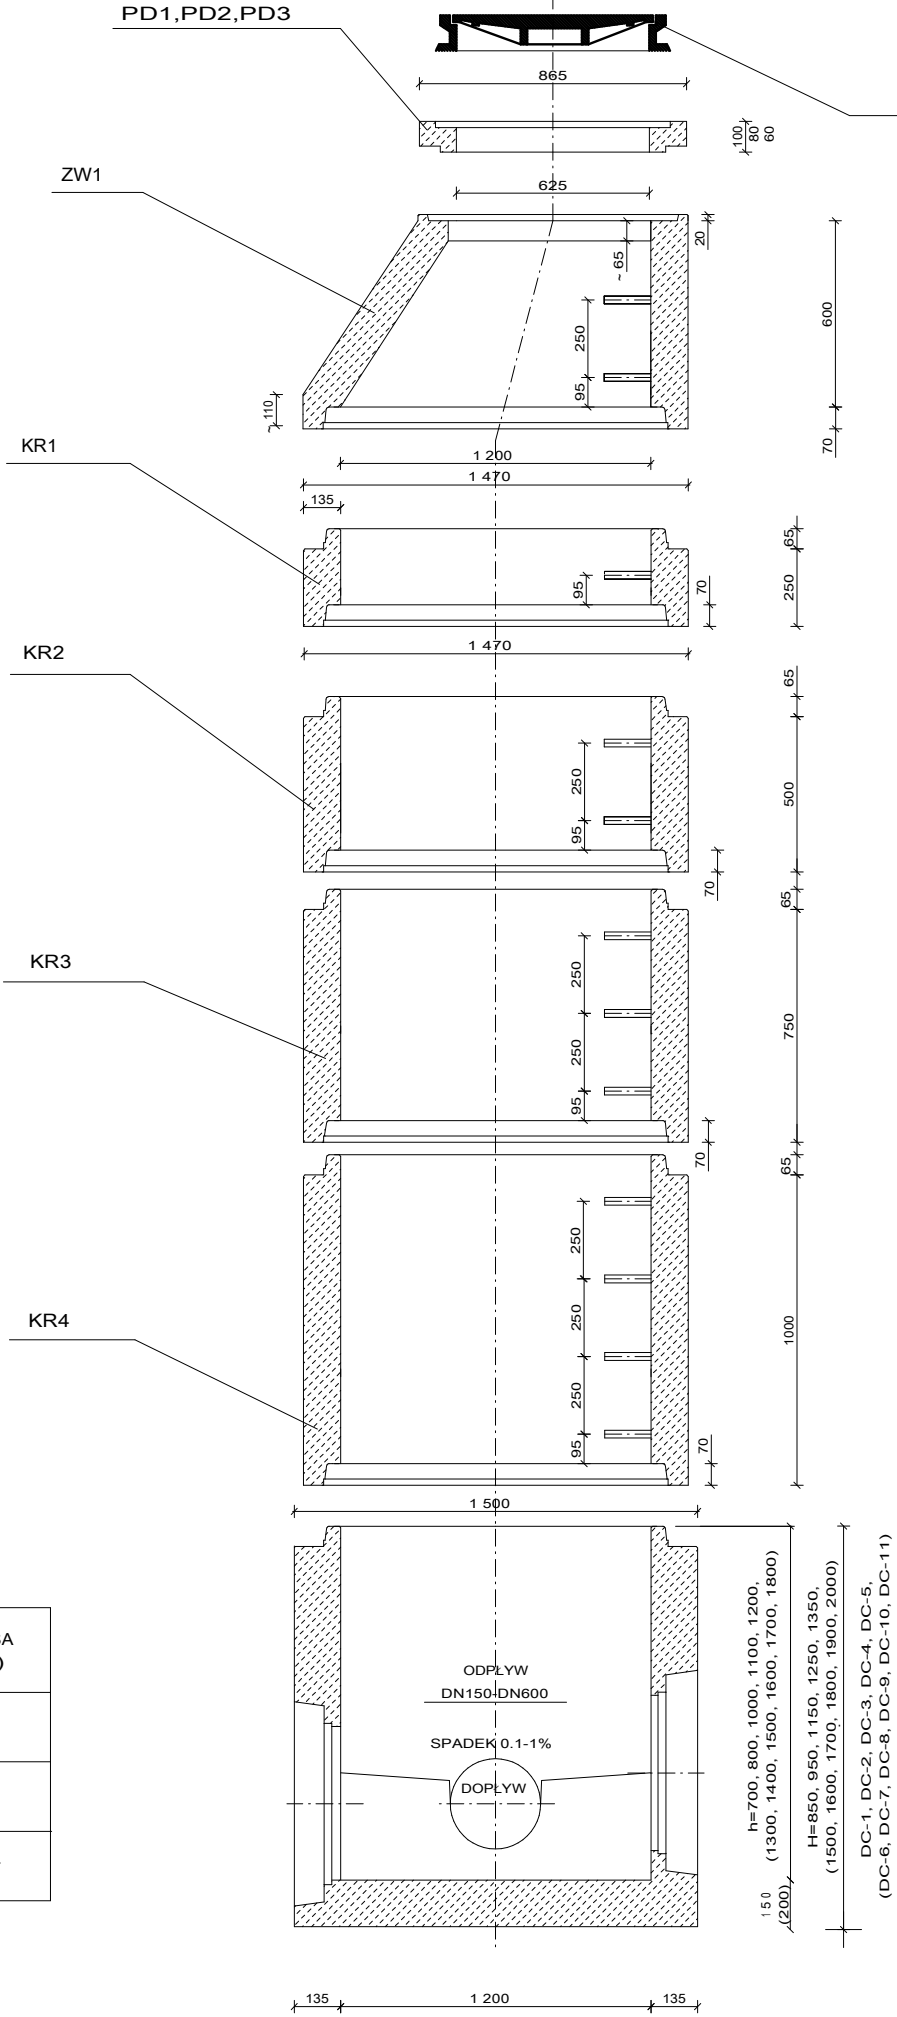 PD1,PD2,PD3
865
100
80
60
ZW1
625
20
~ 65
600
250
95
~ 110
70
KR1
1 200
1 470
135
65
95
70
250
KR2
1 470
65
250
500
95
70
65
KR3
250
750
250
95
70
65
250
KR4
250
1000
250
95
70
1 500
ODPŁYW
DN150-DN600
SPADEK 0.1-1%
DOPŁYW
h=700, 800, 1000, 1100, 1200,
(1300, 1400, 1500, 1600, 1700, 1800)
150
(200)
H=850, 950, 1150, 1250, 1350,
(1500, 1600, 1700, 1800, 1900, 2000)
DC-1, DC-2, DC-3, DC-4, DC-5,
(DC-6, DC-7, DC-8, DC-9, DC-10, DC-11)
135
1 200
135